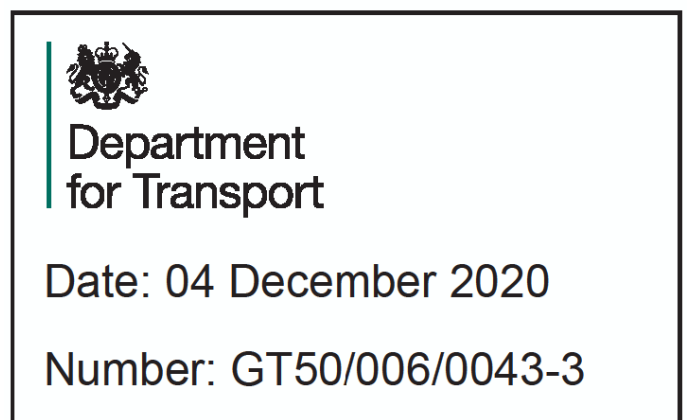 Department
for Transport
Date: 04 December 2020
Number: GT50/006/0043-3